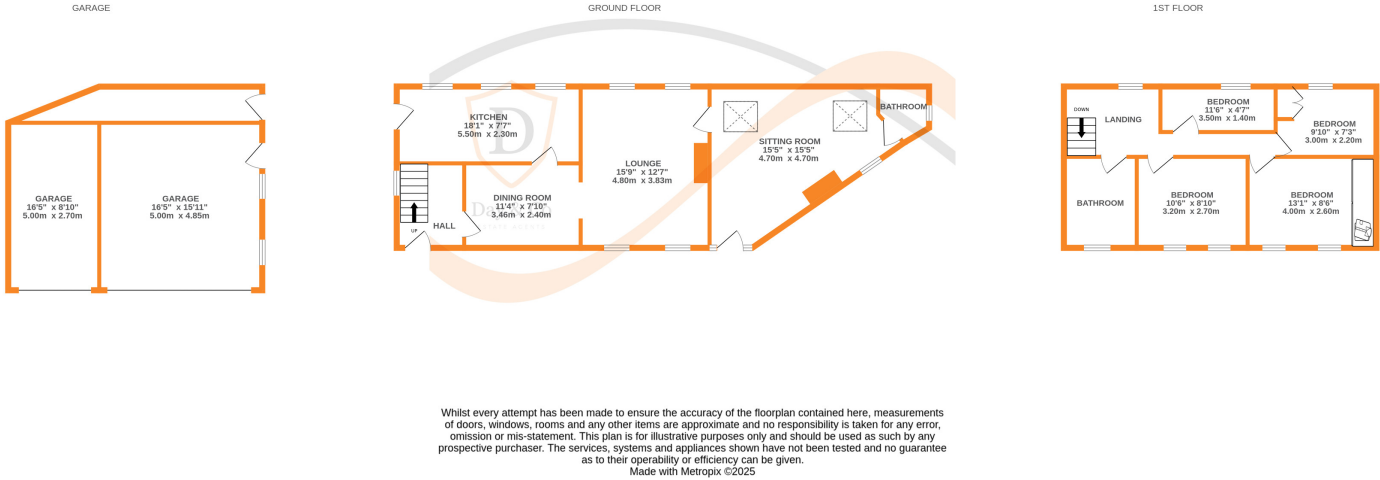 GARAGE
GROUND FLOOR
1ST FLOOR
GARAGE
16'5" x 8'10"
5.00m x 2.70m
GARAGE
16'5" x 15'11"
5.00m x 4.85m
KITCHEN
18'1" x 7'7"
5.50m x 2.30m
D
DINING ROOM
11'4" x 7'10"
3.46m x 2.40m
HALL
UP
LOUNGE
15'9" x 12'7"
4.80m x 3.83m
SITTING ROOM
15'5" x 15'5"
4.70m x 4.70m
BATHROOM
DOWN
LANDING
BEDROOM
11'6" x 4'7"
3.50m x 1.40m
BEDROOM
9'10" x 7'3"
3.00m x 2.20m
BATHROOM
BEDROOM
10'6" x 8'10"
3.20m x 2.70m
BEDROOM
13'1" x 8'6"
4.00m x 2.60m
Whilst every attempt has been made to ensure the accuracy of the floorplan contained here, measurements
of doors, windows, rooms and any other items are approximate and no responsibility is taken for any error,
omission or mis-statement. This plan is for illustrative purposes only and should be used as such by any
prospective purchaser. The services, systems and appliances shown have not been tested and no guarantee
as to their operability or efficiency can be given.
Made with Metropix ©2025